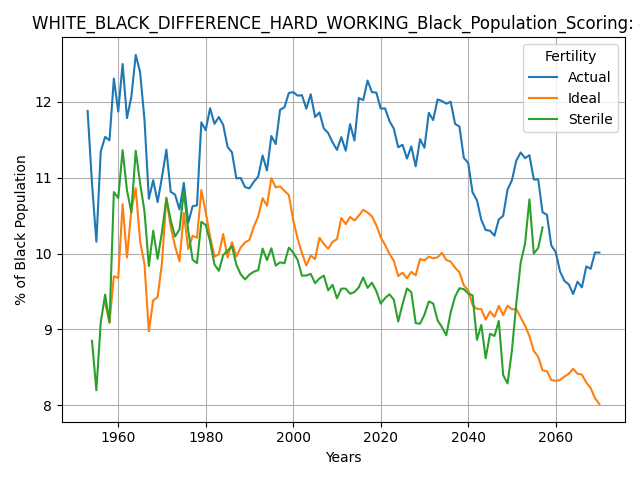 WHITE_BLACK_DIFFERENCE_HARD_WORKING_Black_Population_Scoring:
Fertility
Actual
Ideal
Sterile
% of Black Population
12
11
10
9
8
1960
1980
2000
2020
2040
2060
Years